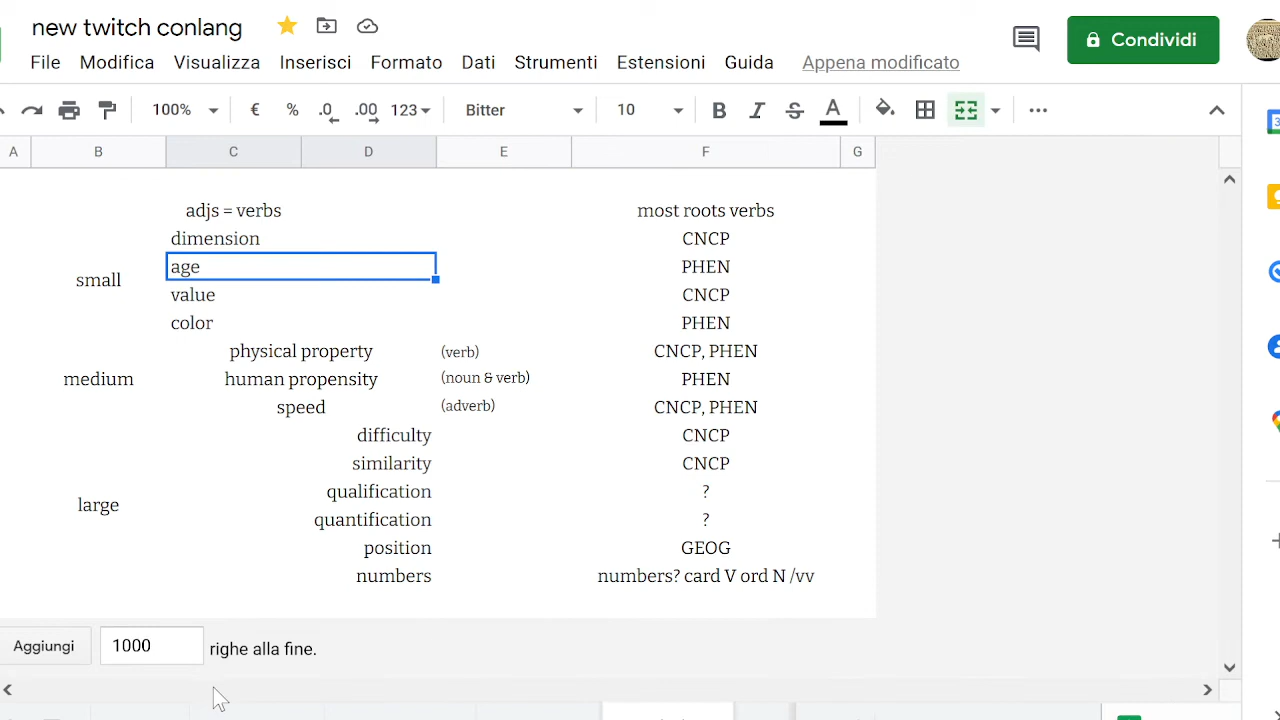 new twitch conlang
Condividi
File Modifica Visualizza Inserisci Formato Dati Strumenti Estensioni Guida Appena modificato
100% € % .0 .00 123 Bitter 10 B I S A
A B C D E F G
adjs = verbs most roots verbs
dimension CNCP
age PHEN
small
value CNCP
color PHEN
physical property (verb) CNCP, PHEN
medium human propensity (noun & verb) PHEN
speed (adverb) CNCP, PHEN
difficulty CNCP
similarity CNCP
qualification ?
large
quantification ?
position GEOG
numbers numbers? card V ord N /vv
Aggiungi 1000 righe alla fine.